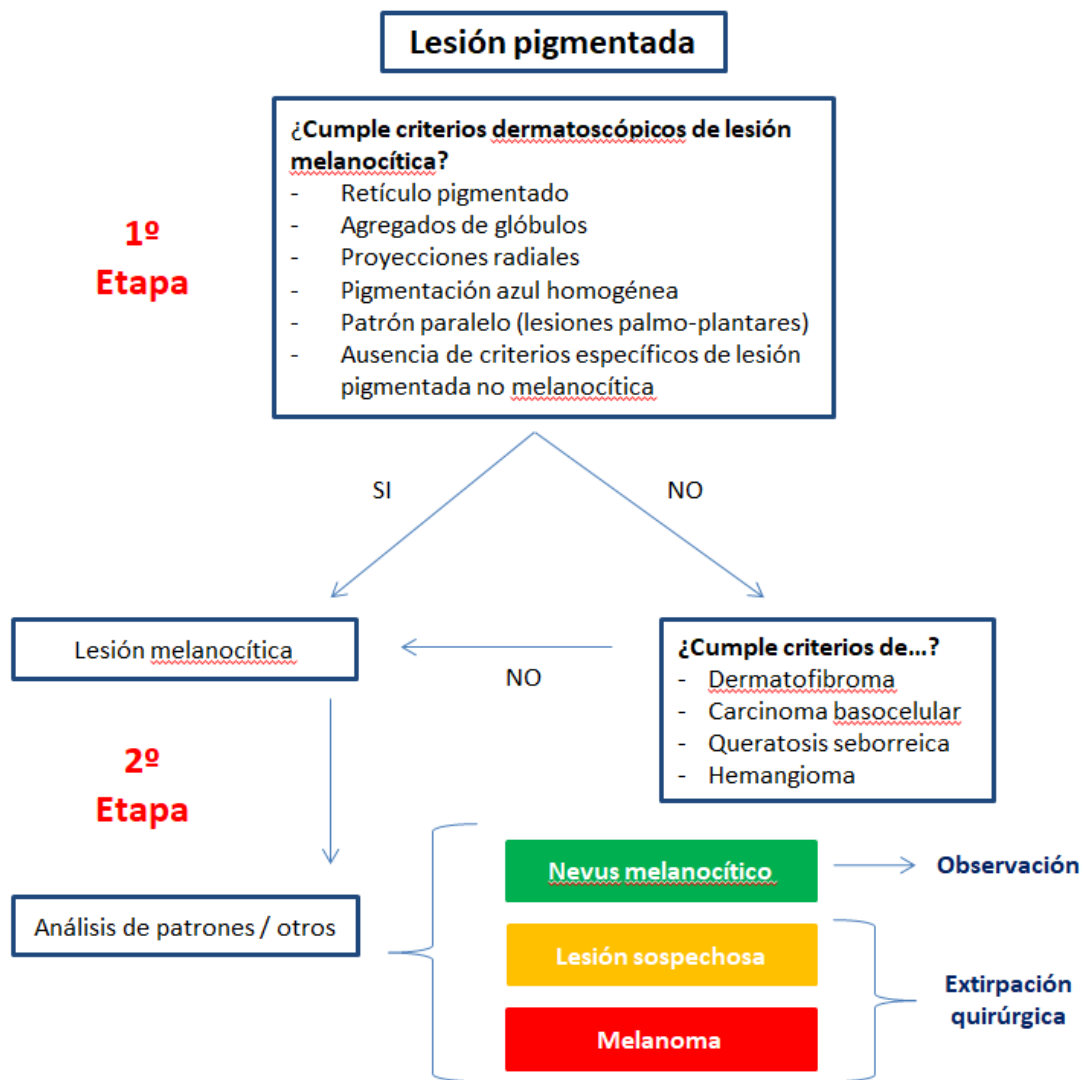 Lesión pigmentada
¿Cumple criterios dermatoscópicos de lesión
melanocítica?
- Retículo pigmentado
- Agregados de glóbulos
- Proyecciones radiales
- Pigmentación azul homogénea
- Patrón paralelo (lesiones palmo-plantares)
- Ausencia de criterios específicos de lesión
pigmentada no melanocítica
1º
Etapa
SI
NO
Lesión melanocítica
NO
¿Cumple criterios de...?
- Dermatofibroma
- Carcinoma basocelular
- Queratosis seborreica
- Hemangioma
2º
Etapa
Análisis de patrones / otros
Nevus melanocítico
Observación
Lesión sospechosa
Melanoma
Extirpación
quirúrgica